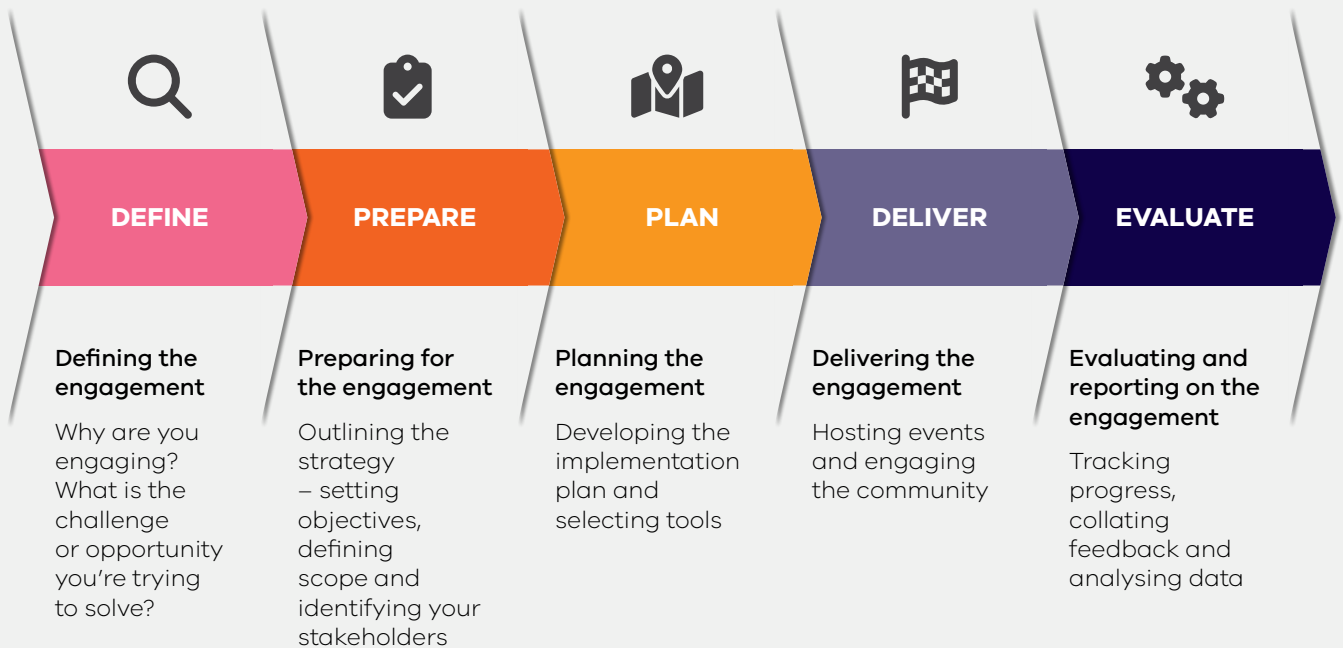 DEFINE
PREPARE
PLAN
DELIVER
EVALUATE
Defining the
engagement
Why are you
engaging?
What is the
challenge
or opportunity
you're trying
to solve?
Preparing for
the engagement
Outlining the
strategy
– setting
objectives,
defining
scope and
identifying your
stakeholders
Planning the
engagement
Developing the
implementation
plan and
selecting tools
Delivering the
engagement
Hosting events
and engaging
the community
Evaluating and
reporting on the
engagement
Tracking
progress,
collating
feedback and
analysing data